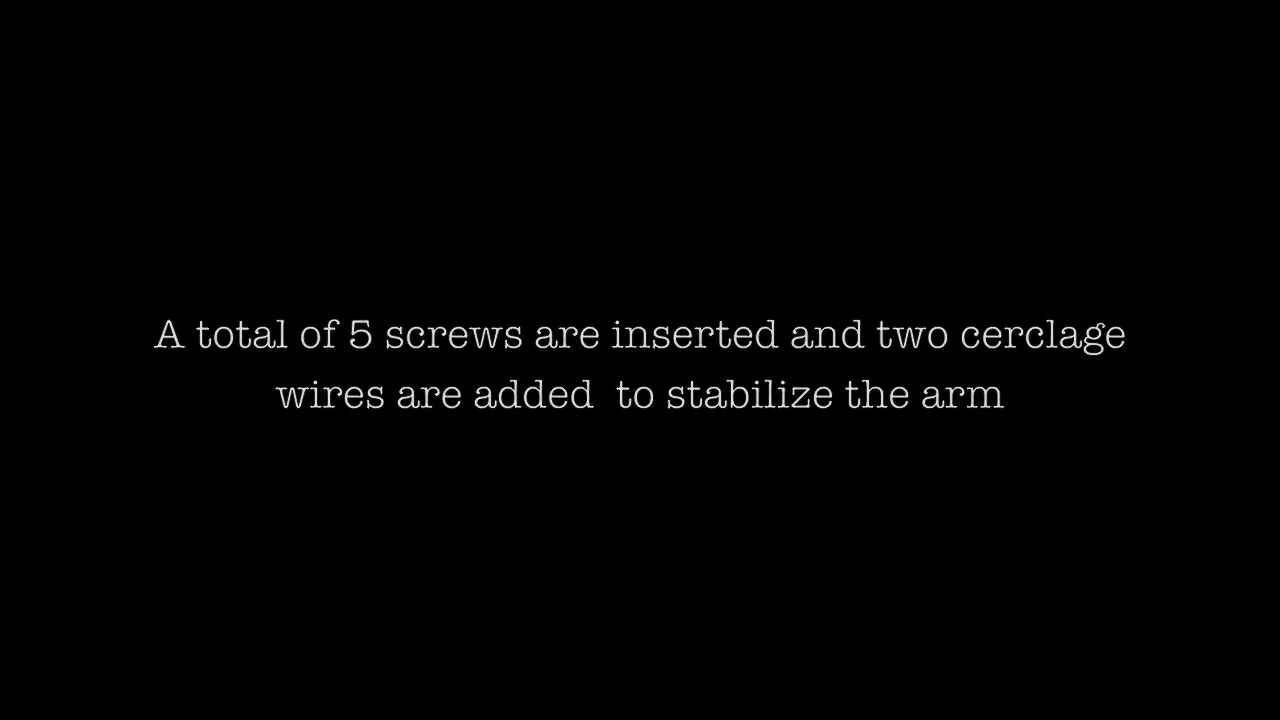 A total of 5 screws are inserted and two cerclage
wires are added  to stabilize the arm